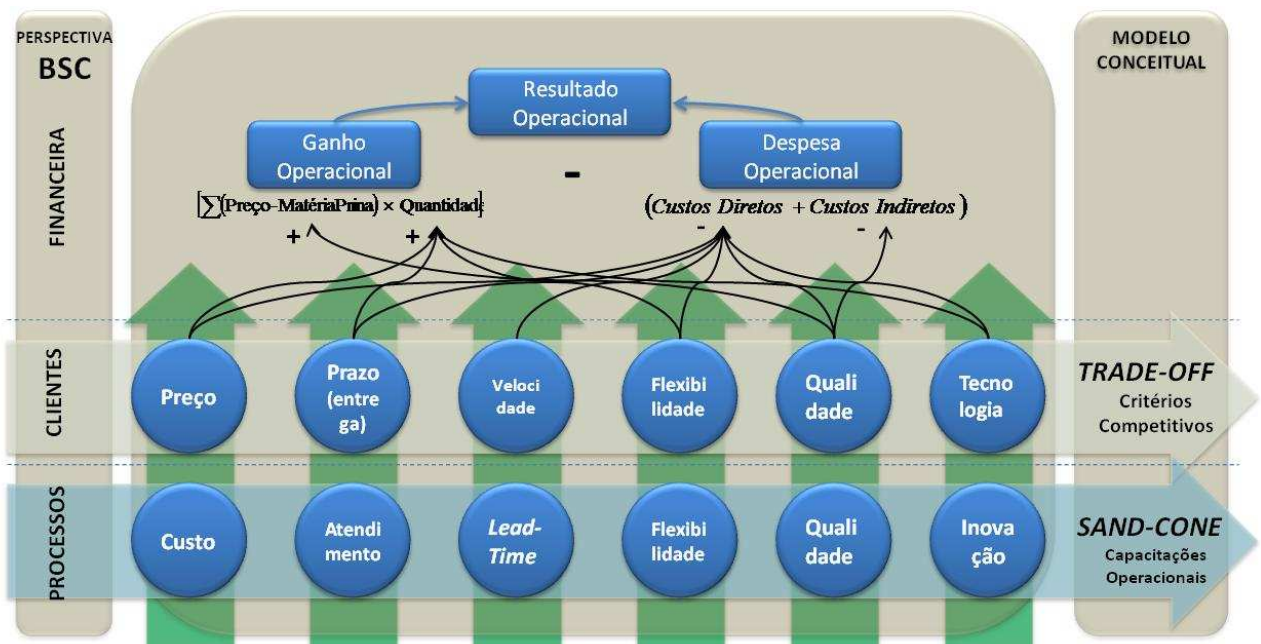 PERSPECTIVA
BSC
MODELO
CONCEITUAL
FINANCEIRA
Resultado
Operacional
Ganho
Operacional
Despesa
Operacional
-
[∑(Preço-MatériaPrima) × Quantidad]
(Custos Diretos + Custos Indiretos)
+
+
-
-
CLIENTES
Preço
Prazo
(entre
ga)
Veloci
dade
Flexibi
lidade
Quali
dade
Tecno
logia
TRADE-OFF
Critérios
Competitivos
PROCESSOS
Custo
Atendi
mento
Lead-
Time
Flexibi
lidade
Quali
dade
Inova
ção
SAND-CONE
Capacitações
Operacionais